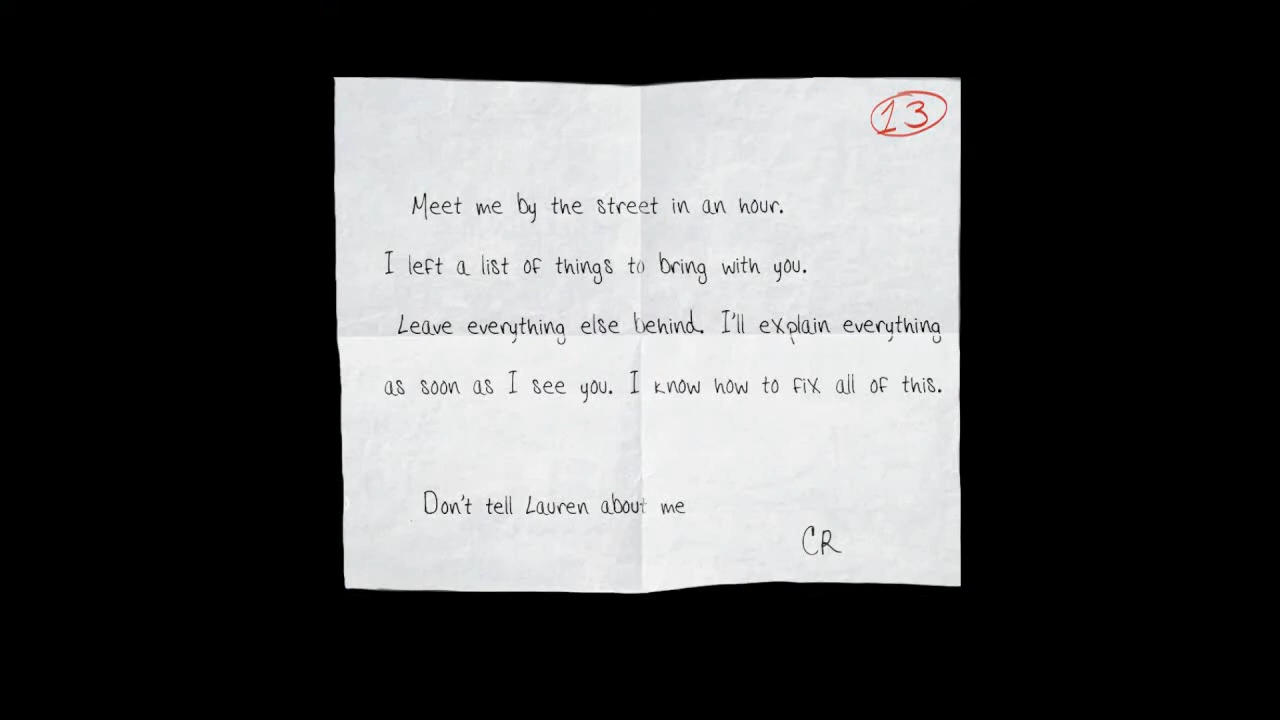 13
Meet me by the street in an hour.
I left a list of things to bring with you.
Leave everything else behind. I'll explain everything
as soon as I see you. I know how to fix all of this.
Don't tell Lauren about me
CR